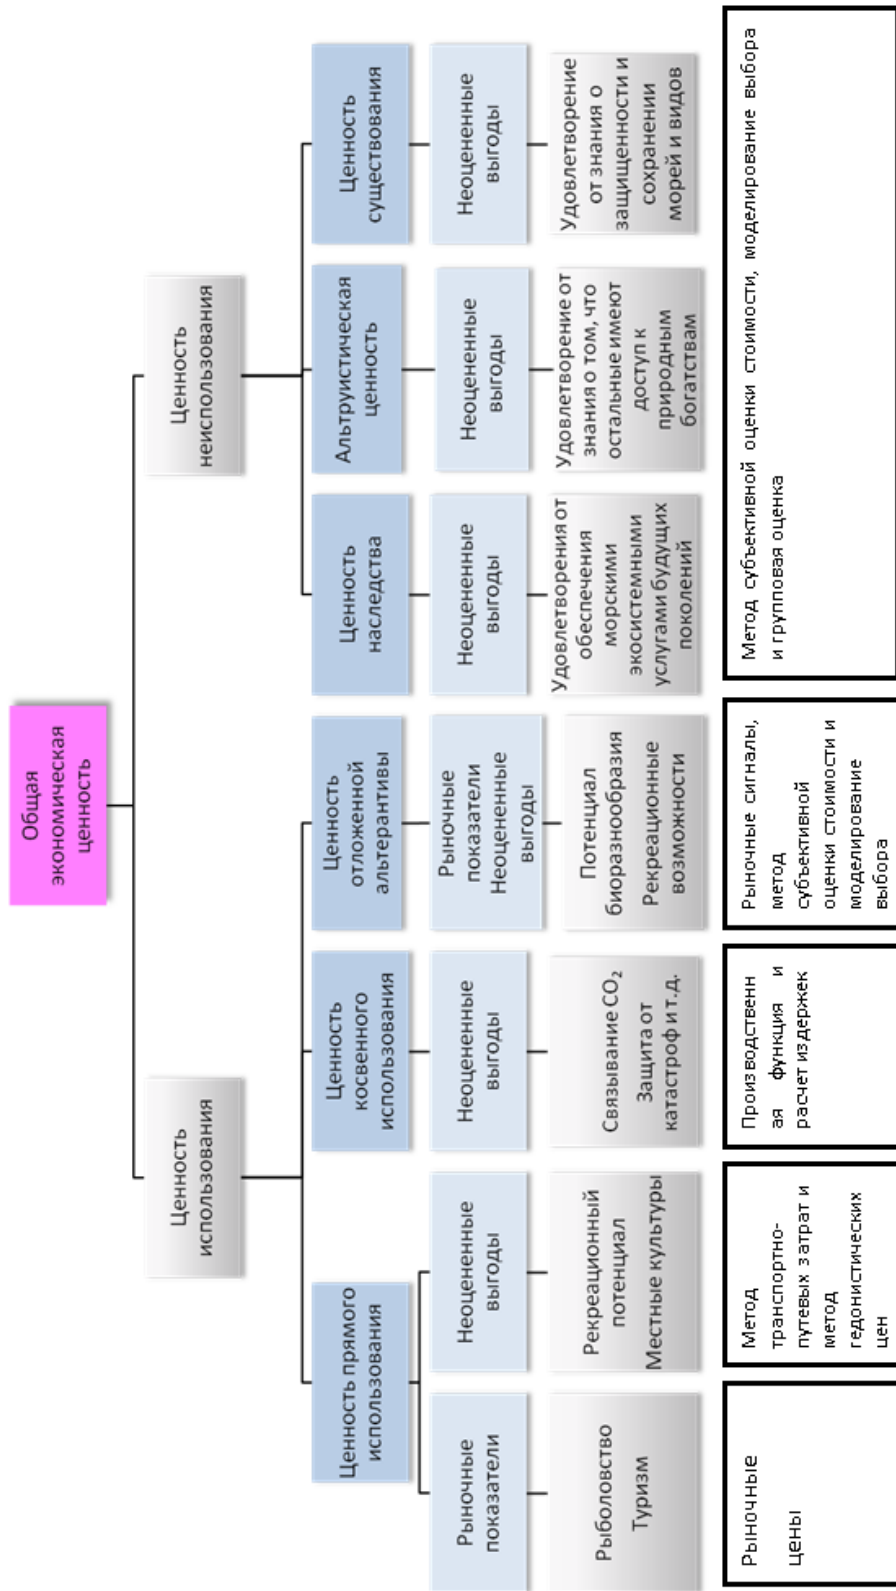 Общая
экономическая
ценность
Ценность
использования
Ценность
неиспользования
Ценность прямого
использования
Ценность
косвенного
использования
Ценность
отложенной
альтерантивы
Ценность
наследства
Альтруистическая
ценность
Ценность
существования
Рыночные
показатели
Неоцененные
выгоды
Неоцененные
выгоды
Рыночные
показатели
Неоцененные
выгоды
Неоцененные
выгоды
Неоцененные
выгоды
Неоцененные
выгоды
Рыболовство
Туризм
Рекреационный
потенциал
Местные культуры
Связывание CO₂
Защита от
катастроф и т.д.
Потенциал
биоразнообразия
Рекреационные
возможности
Удовлетворения от
обеспечения
морскими
экосистемными
услугами будущих
поколений
Удовлетворение от
знания о том, что
остальные имеют
доступ к
природным
богатствам
Удовлетворение
от знания о
защищенности и
сохранении
морей и видов
Рыночные
цены
Метод
транспортно-
путевых затрат и
метод
гедонистических
цен
Производственн
ая функция и
расчет издержек
Рыночные сигналы,
метод
субъективной
оценки стоимости и
моделирование
выбора
Метод субъективной оценки стоимости, моделирование выбора
и групповая оценка